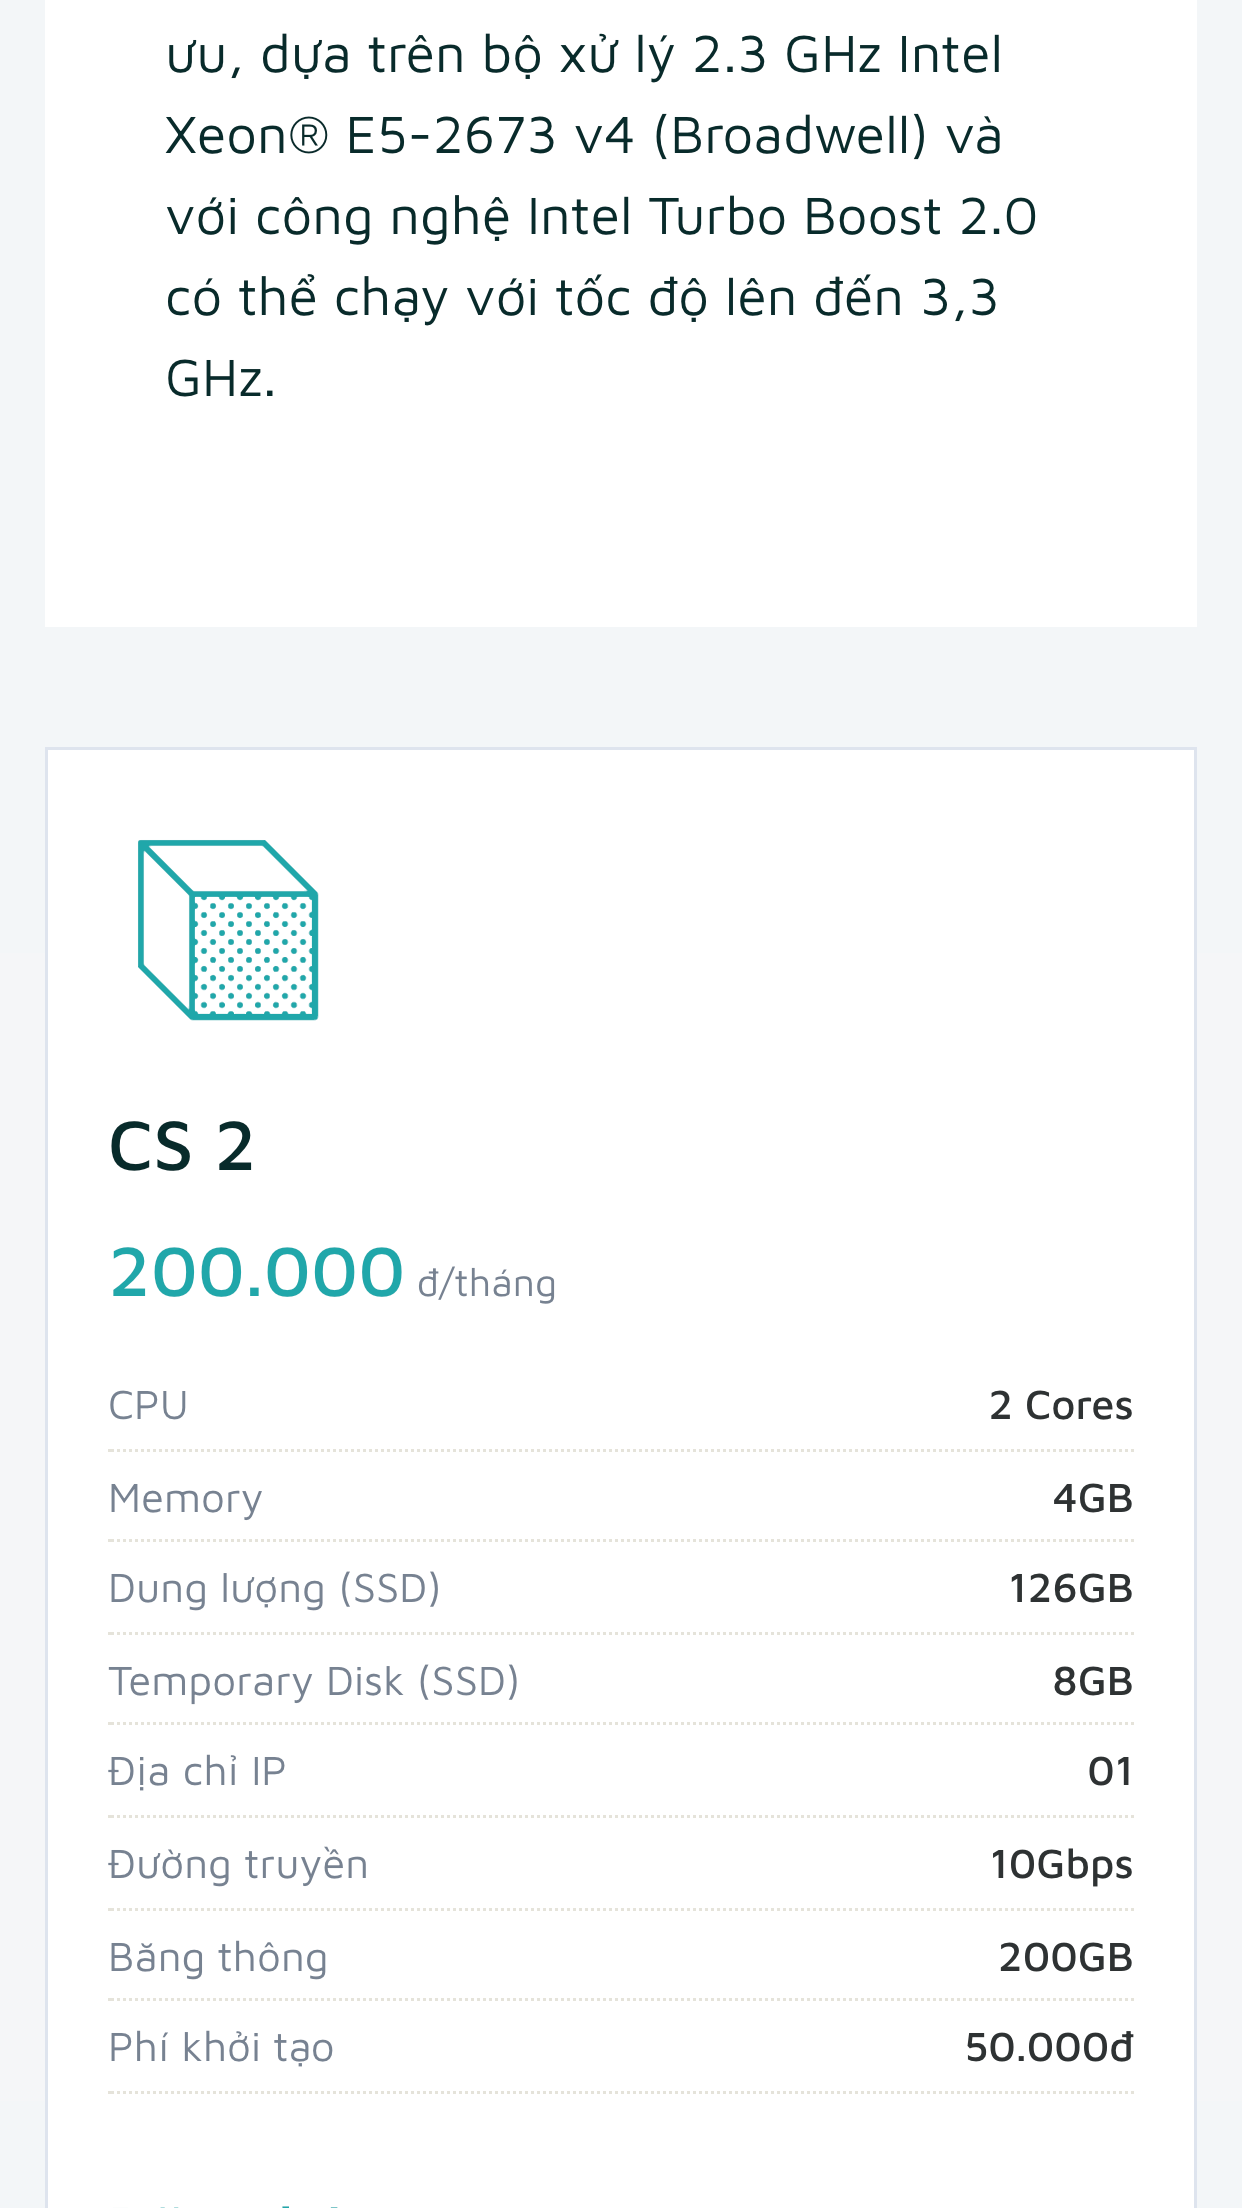 ưu, dựa trên bộ xử lý 2.3 GHz Intel
Xeon® E5-2673 v4 (Broadwell) và
với công nghệ Intel Turbo Boost 2.0
có thể chạy với tốc độ lên đến 3,3
GHz.
CS 2
200.000 đ/tháng
CPU 2 Cores
Memory 4GB
Dung lượng (SSD) 126GB
Temporary Disk (SSD) 8GB
Địa chỉ IP 01
Đường truyền 10Gbps
Băng thông 200GB
Phí khởi tạo 50.000đ